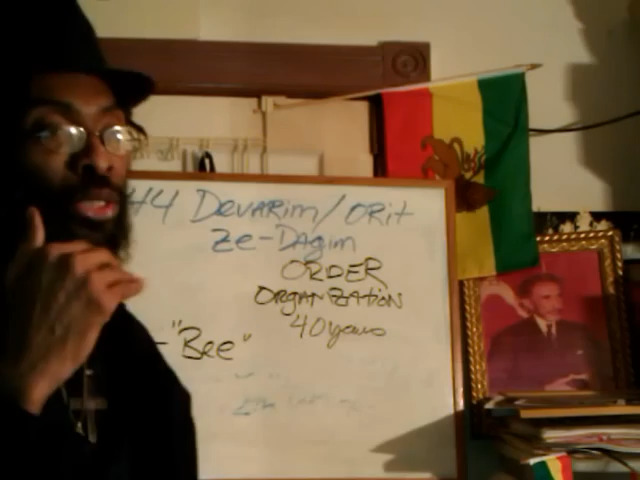 44 Devarim/Orit
Ze-Dagim
ORDER
ORGANIZATION
40 years
-"Bee"